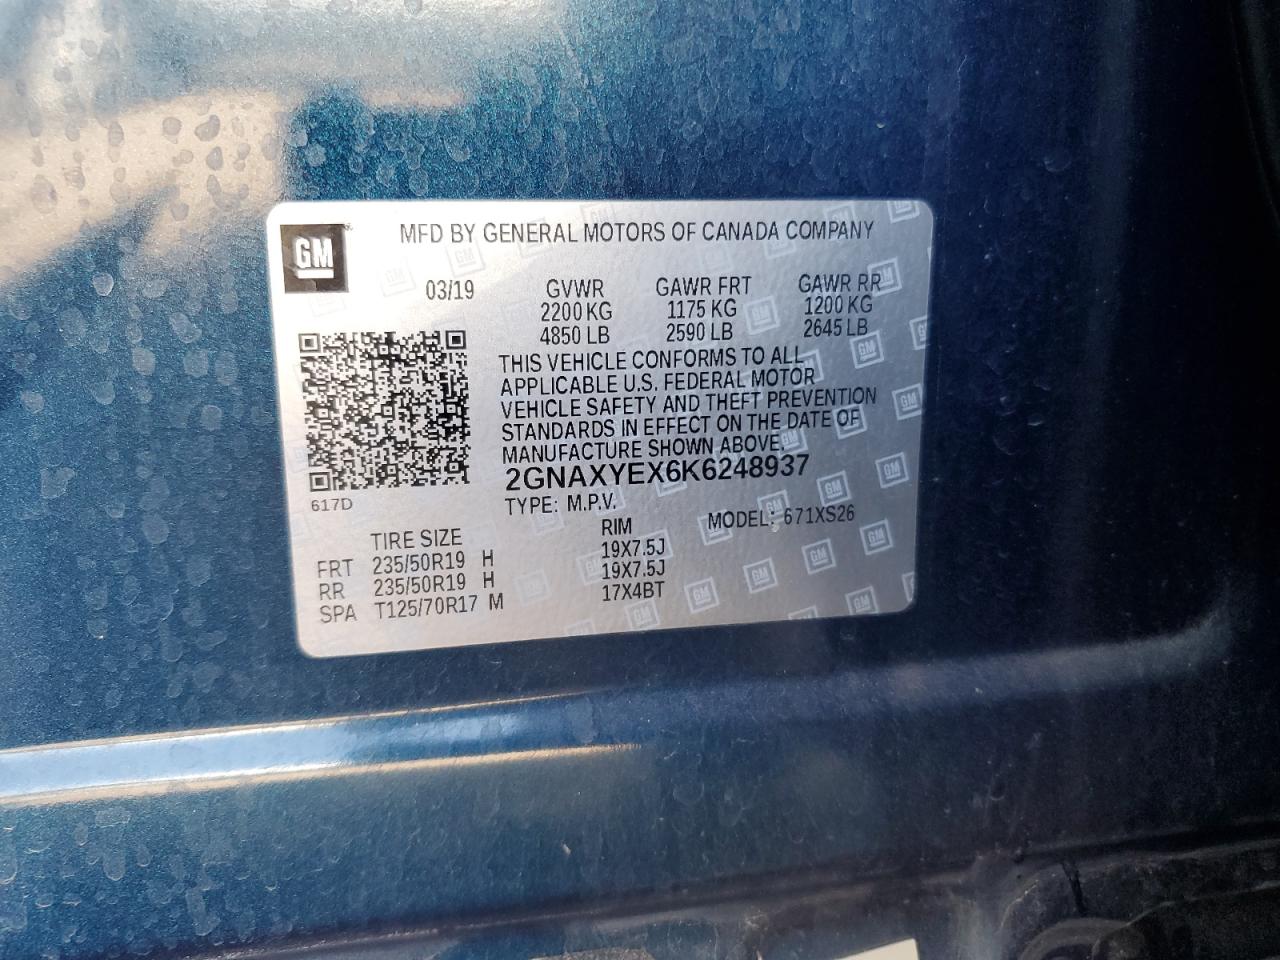 GM
MFD BY GENERAL MOTORS OF CANADA COMPANY
03/19 GVWR GAWR FRT GAWR RR
2200 KG 1175 KG 1200 KG
4850 LB 2590 LB 2645 LB
THIS VEHICLE CONFORMS TO ALL
APPLICABLE U.S. FEDERAL MOTOR
VEHICLE SAFETY AND THEFT PREVENTION
STANDARDS IN EFFECT ON THE DATE OF
MANUFACTURE SHOWN ABOVE.
2GNAXYEX6K6248937
617D
TYPE: M.P.V. MODEL: 671XS26
TIRE SIZE RIM
FRT 235/50R19 H 19X7.5J
RR 235/50R19 H 19X7.5J
SPA T125/70R17 M 17X4BT